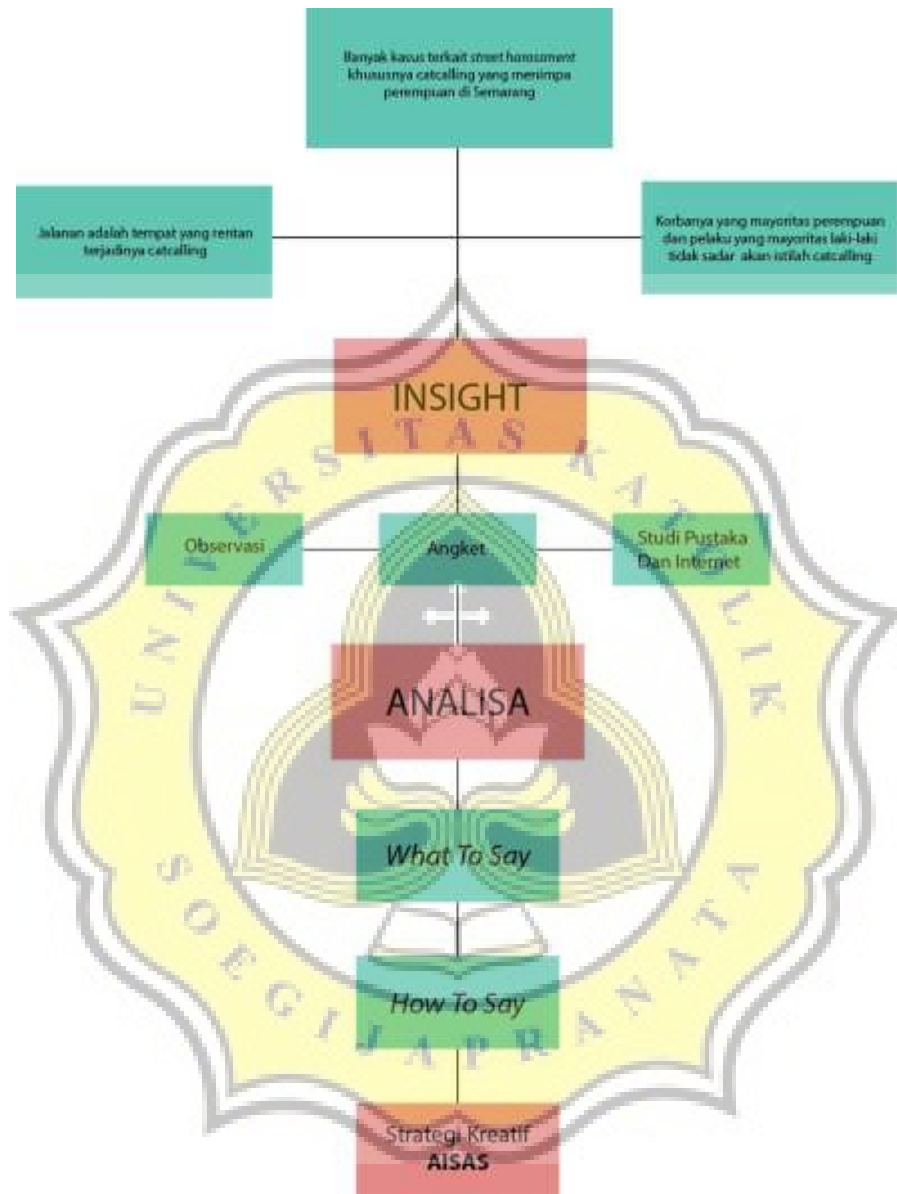 Banyak kasus terkait street harassment
khususnya catcalling yang menimpa
perempuan di Semarang
Jalanan adalah tempat yang rentan
terjadinya catcalling
Korbanya yang mayoritas perempuan
dan pelaku yang mayoritas laki-laki
tidak sadar akan istilah catcalling
INSIGHT
Observasi
Angket
Studi Pustaka
Dan Internet
ANALISA
What To Say
How To Say
Strategi Kreatif
AISAS
UNIVERSITAS KATOLIK
SOEGIJAPRANATA